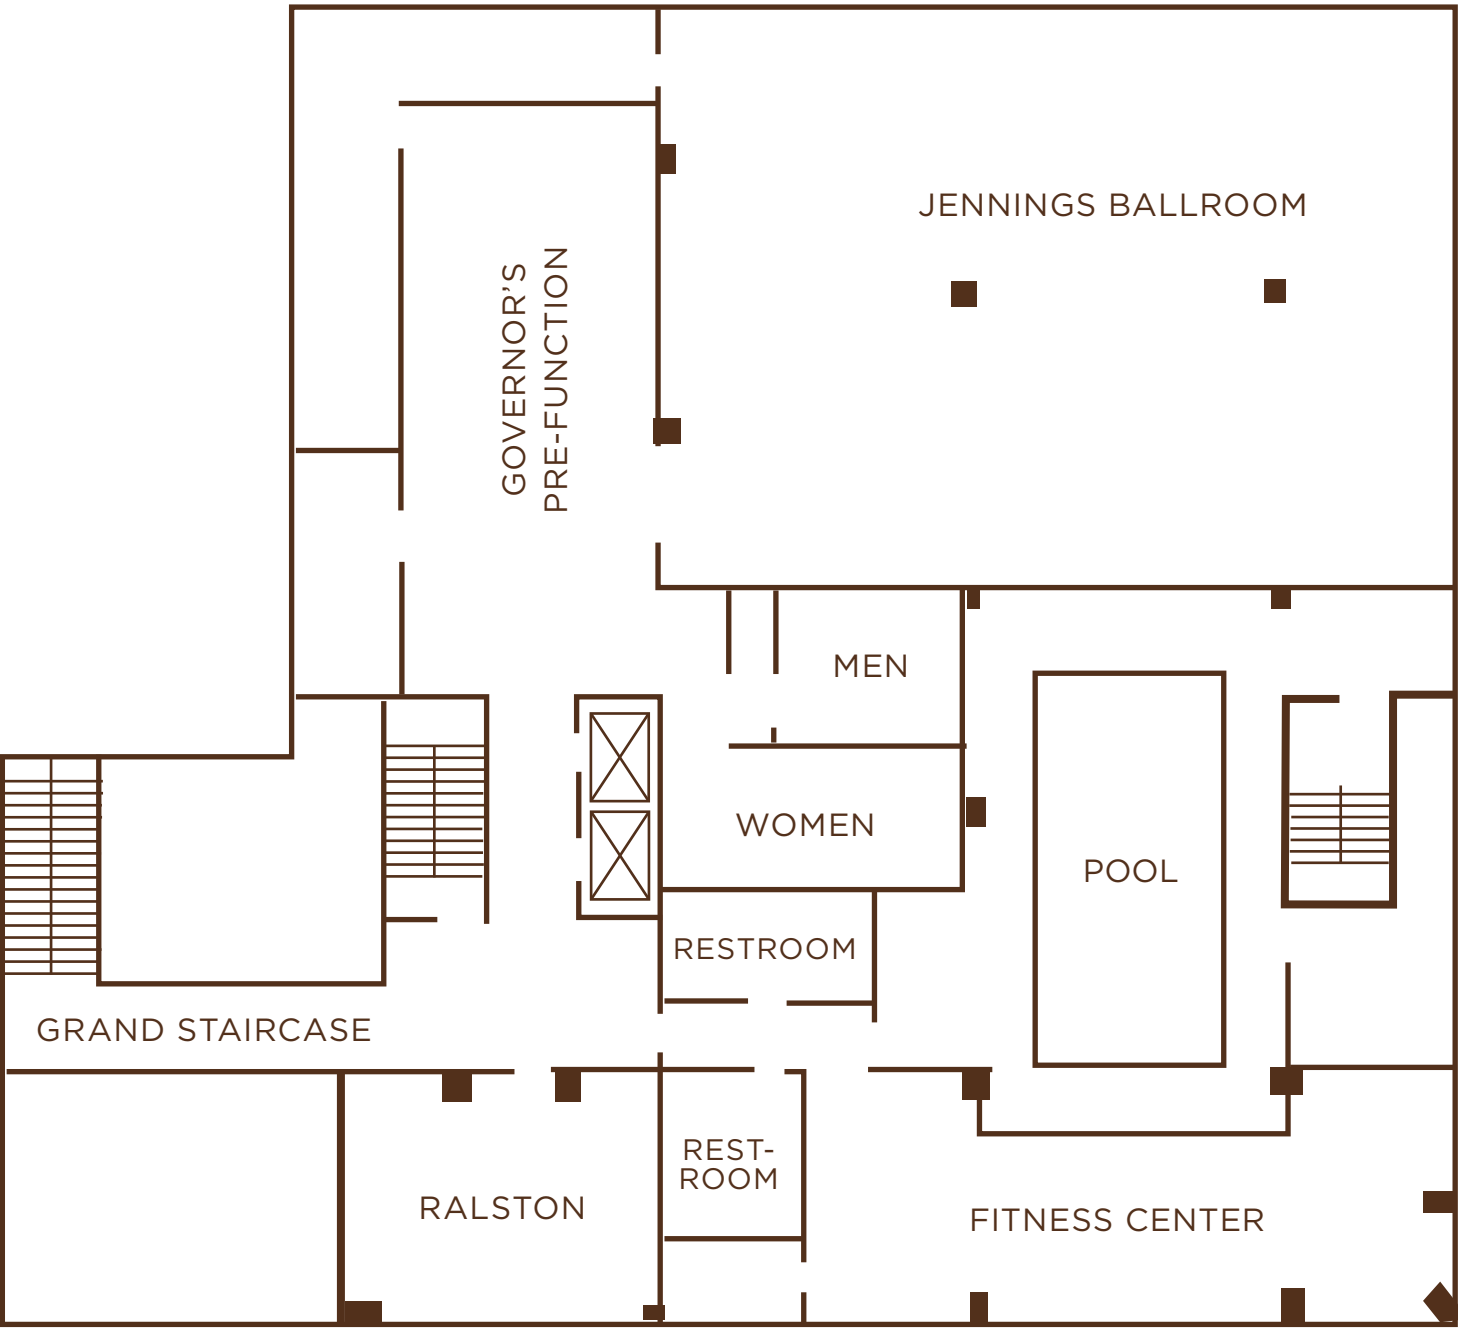 JENNINGS BALLROOM
GOVERNOR'S
PRE-FUNCTION
MEN
WOMEN
POOL
RESTROOM
GRAND STAIRCASE
REST-
ROOM
RALSTON
FITNESS CENTER